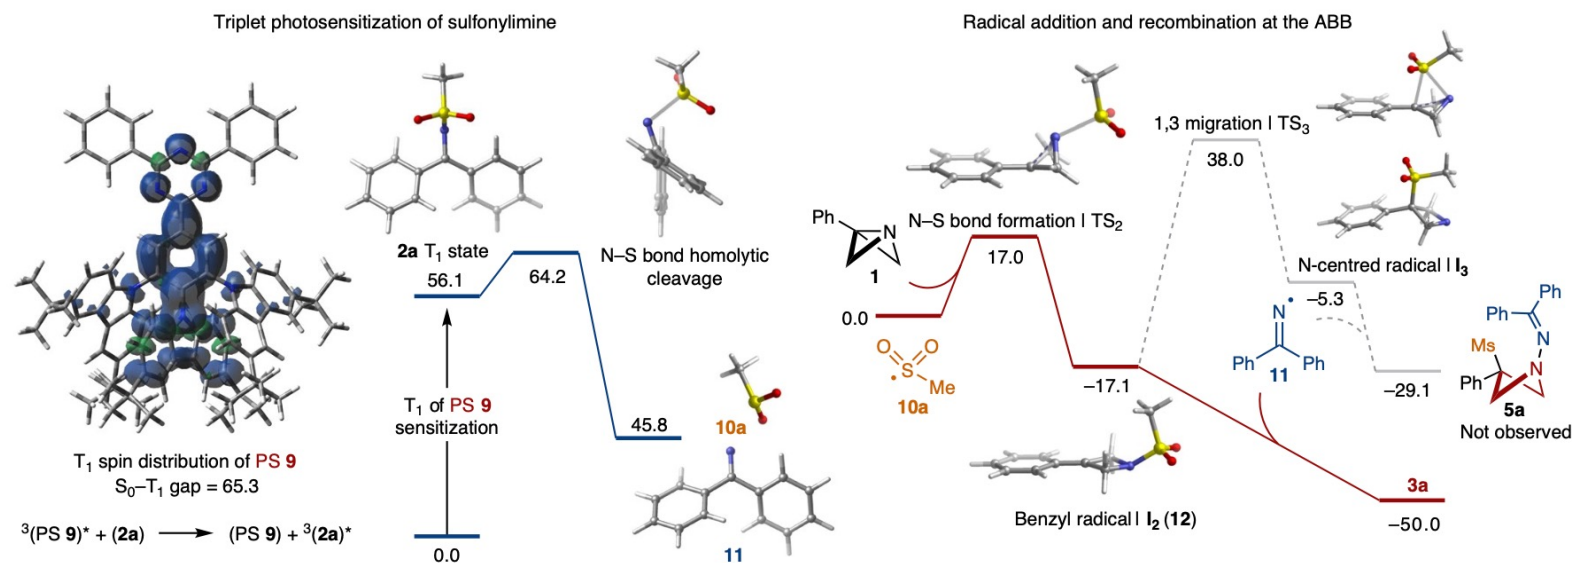 Triplet photosensitization of sulfonylimine
2a T₁ state
56.1
64.2
N–S bond homolytic
cleavage
T₁ of PS 9
sensitization
45.8
10a
11
0.0
T₁ spin distribution of PS 9
S₀–T₁ gap = 65.3
³(PS 9)* + (2a) ⟶ (PS 9) + ³(2a)*
Radical addition and recombination at the ABB
1,3 migration | TS₃
38.0
Ph
N
1
N–S bond formation | TS₂
17.0
0.0
O
O
•S
Me
10a
–17.1
Benzyl radical | I₂ (12)
N-centred radical | I₃
–5.3
N•
Ph
Ph
11
–29.1
Ph
Ph
N
Ms
N
Ph
5a
Not observed
3a
–50.0